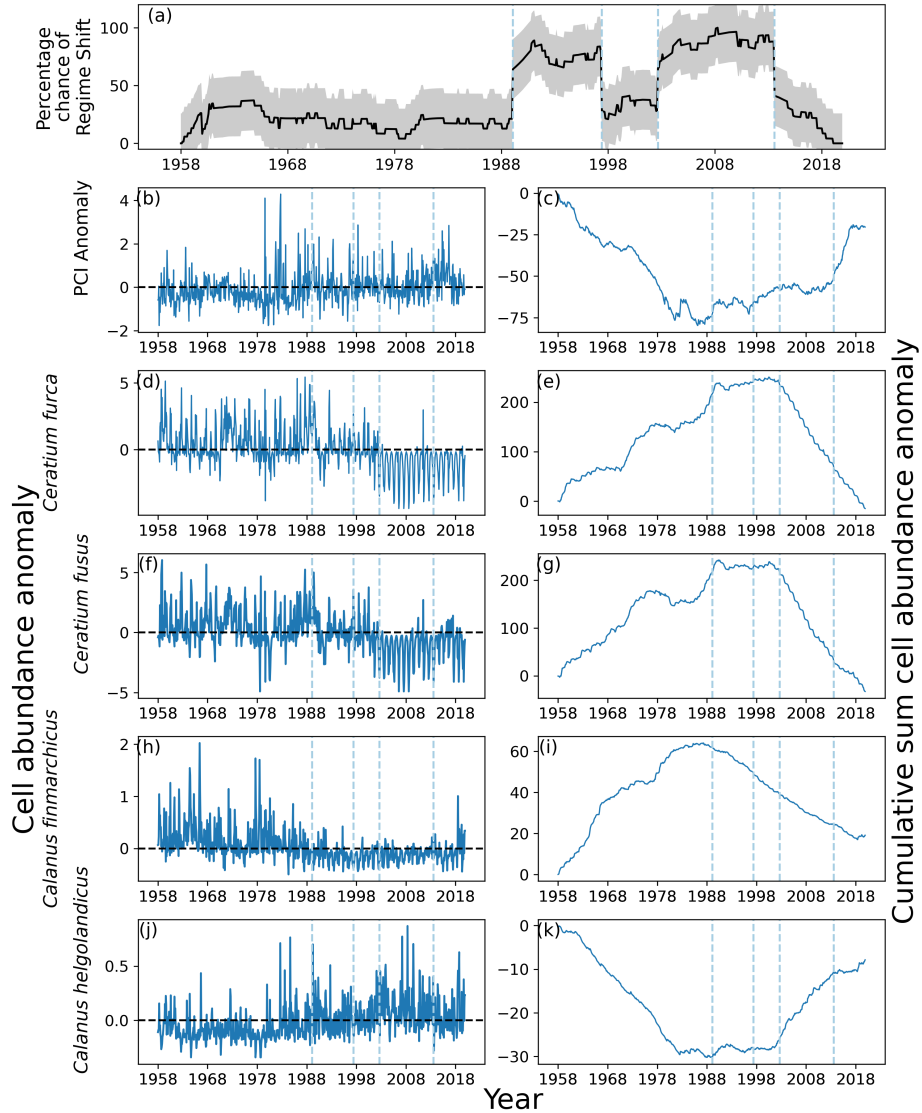 (a)
Percentage
chance of
Regime Shift
100
50
0
1958 1968 1978 1988 1998 2008 2018
(b)
PCI Anomaly
4
2
0
−2
1958 1968 1978 1988 1998 2008 2018
(c)
0
−25
−50
−75
1958 1968 1978 1988 1998 2008 2018
(d)
Ceratium furca
5
0
1958 1968 1978 1988 1998 2008 2018
(e)
200
100
0
1958 1968 1978 1988 1998 2008 2018
(f)
Ceratium fusus
5
0
−5
1958 1968 1978 1988 1998 2008 2018
(g)
200
100
0
1958 1968 1978 1988 1998 2008 2018
(h)
Calanus finmarchicus
2
1
0
1958 1968 1978 1988 1998 2008 2018
(i)
60
40
20
0
1958 1968 1978 1988 1998 2008 2018
(j)
Calanus helgolandicus
0.5
0.0
1958 1968 1978 1988 1998 2008 2018
(k)
0
−10
−20
−30
1958 1968 1978 1988 1998 2008 2018
Cell abundance anomaly
Cumulative sum cell abundance anomaly
Year